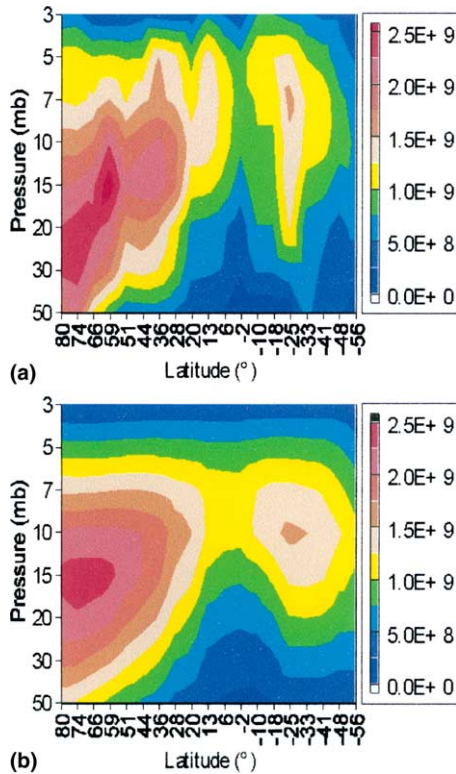 3
5
7
10
15
20
30
50
Pressure (mb)
80 74 66 59 51 44 36 28 20 13 6 -2 -10 -18 -25 -33 -41 -48 -56
Latitude (°)
(a)
2.5E+ 9
2.0E+ 9
1.5E+ 9
1.0E+ 9
5.0E+ 8
0.0E+ 0
3
5
7
10
15
20
30
50
Pressure (mb)
80 74 66 59 51 44 36 28 20 13 6 -2 -10 -18 -25 -33 -41 -48 -56
Latitude (°)
(b)
2.5E+ 9
2.0E+ 9
1.5E+ 9
1.0E+ 9
5.0E+ 8
0.0E+ 0